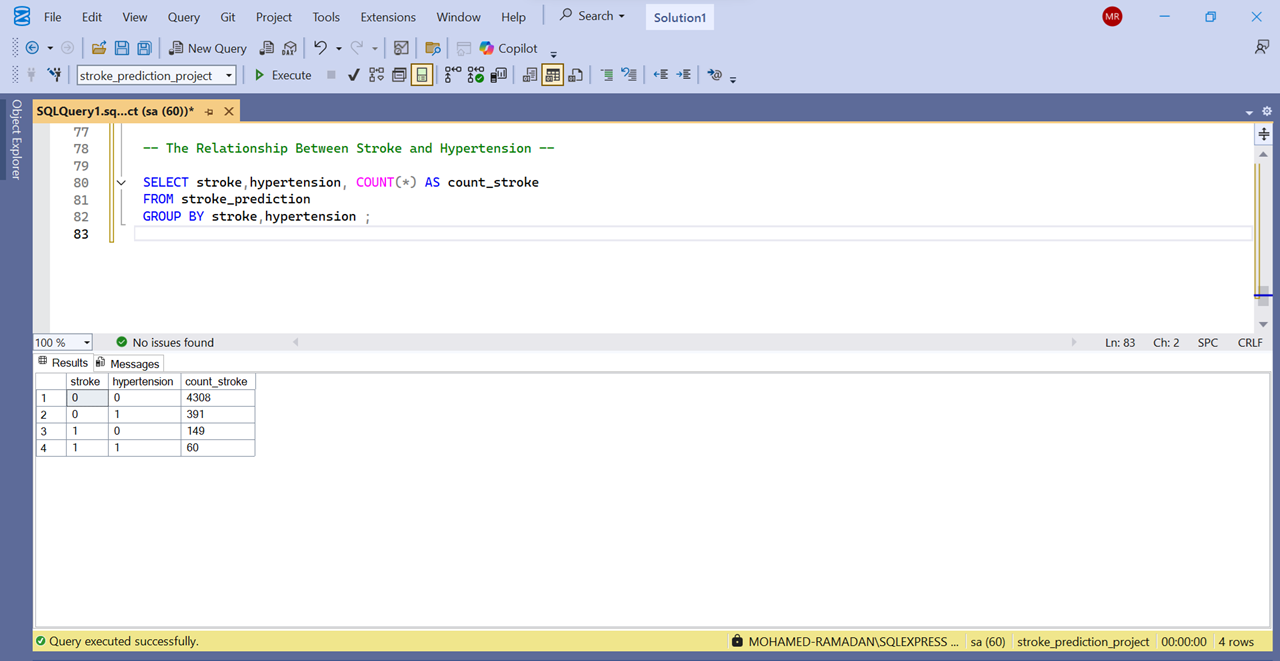 File Edit View Query Git Project Tools Extensions Window Help Search Solution1 MR
New Query Copilot
stroke_prediction_project Execute
Object Explorer
SQLQuery1.sq...ct (sa (60))*
77
78 -- The Relationship Between Stroke and Hypertension --
79
80 SELECT stroke,hypertension, COUNT(*) AS count_stroke
81 FROM stroke_prediction
82 GROUP BY stroke,hypertension ;
83
100 % No issues found Ln: 83 Ch: 2 SPC CRLF
Results Messages
stroke hypertension count_stroke
1 0 0 4308
2 0 1 391
3 1 0 149
4 1 1 60
Query executed successfully. MOHAMED-RAMADAN\SQLEXPRESS ... sa (60) stroke_prediction_project 00:00:00 4 rows